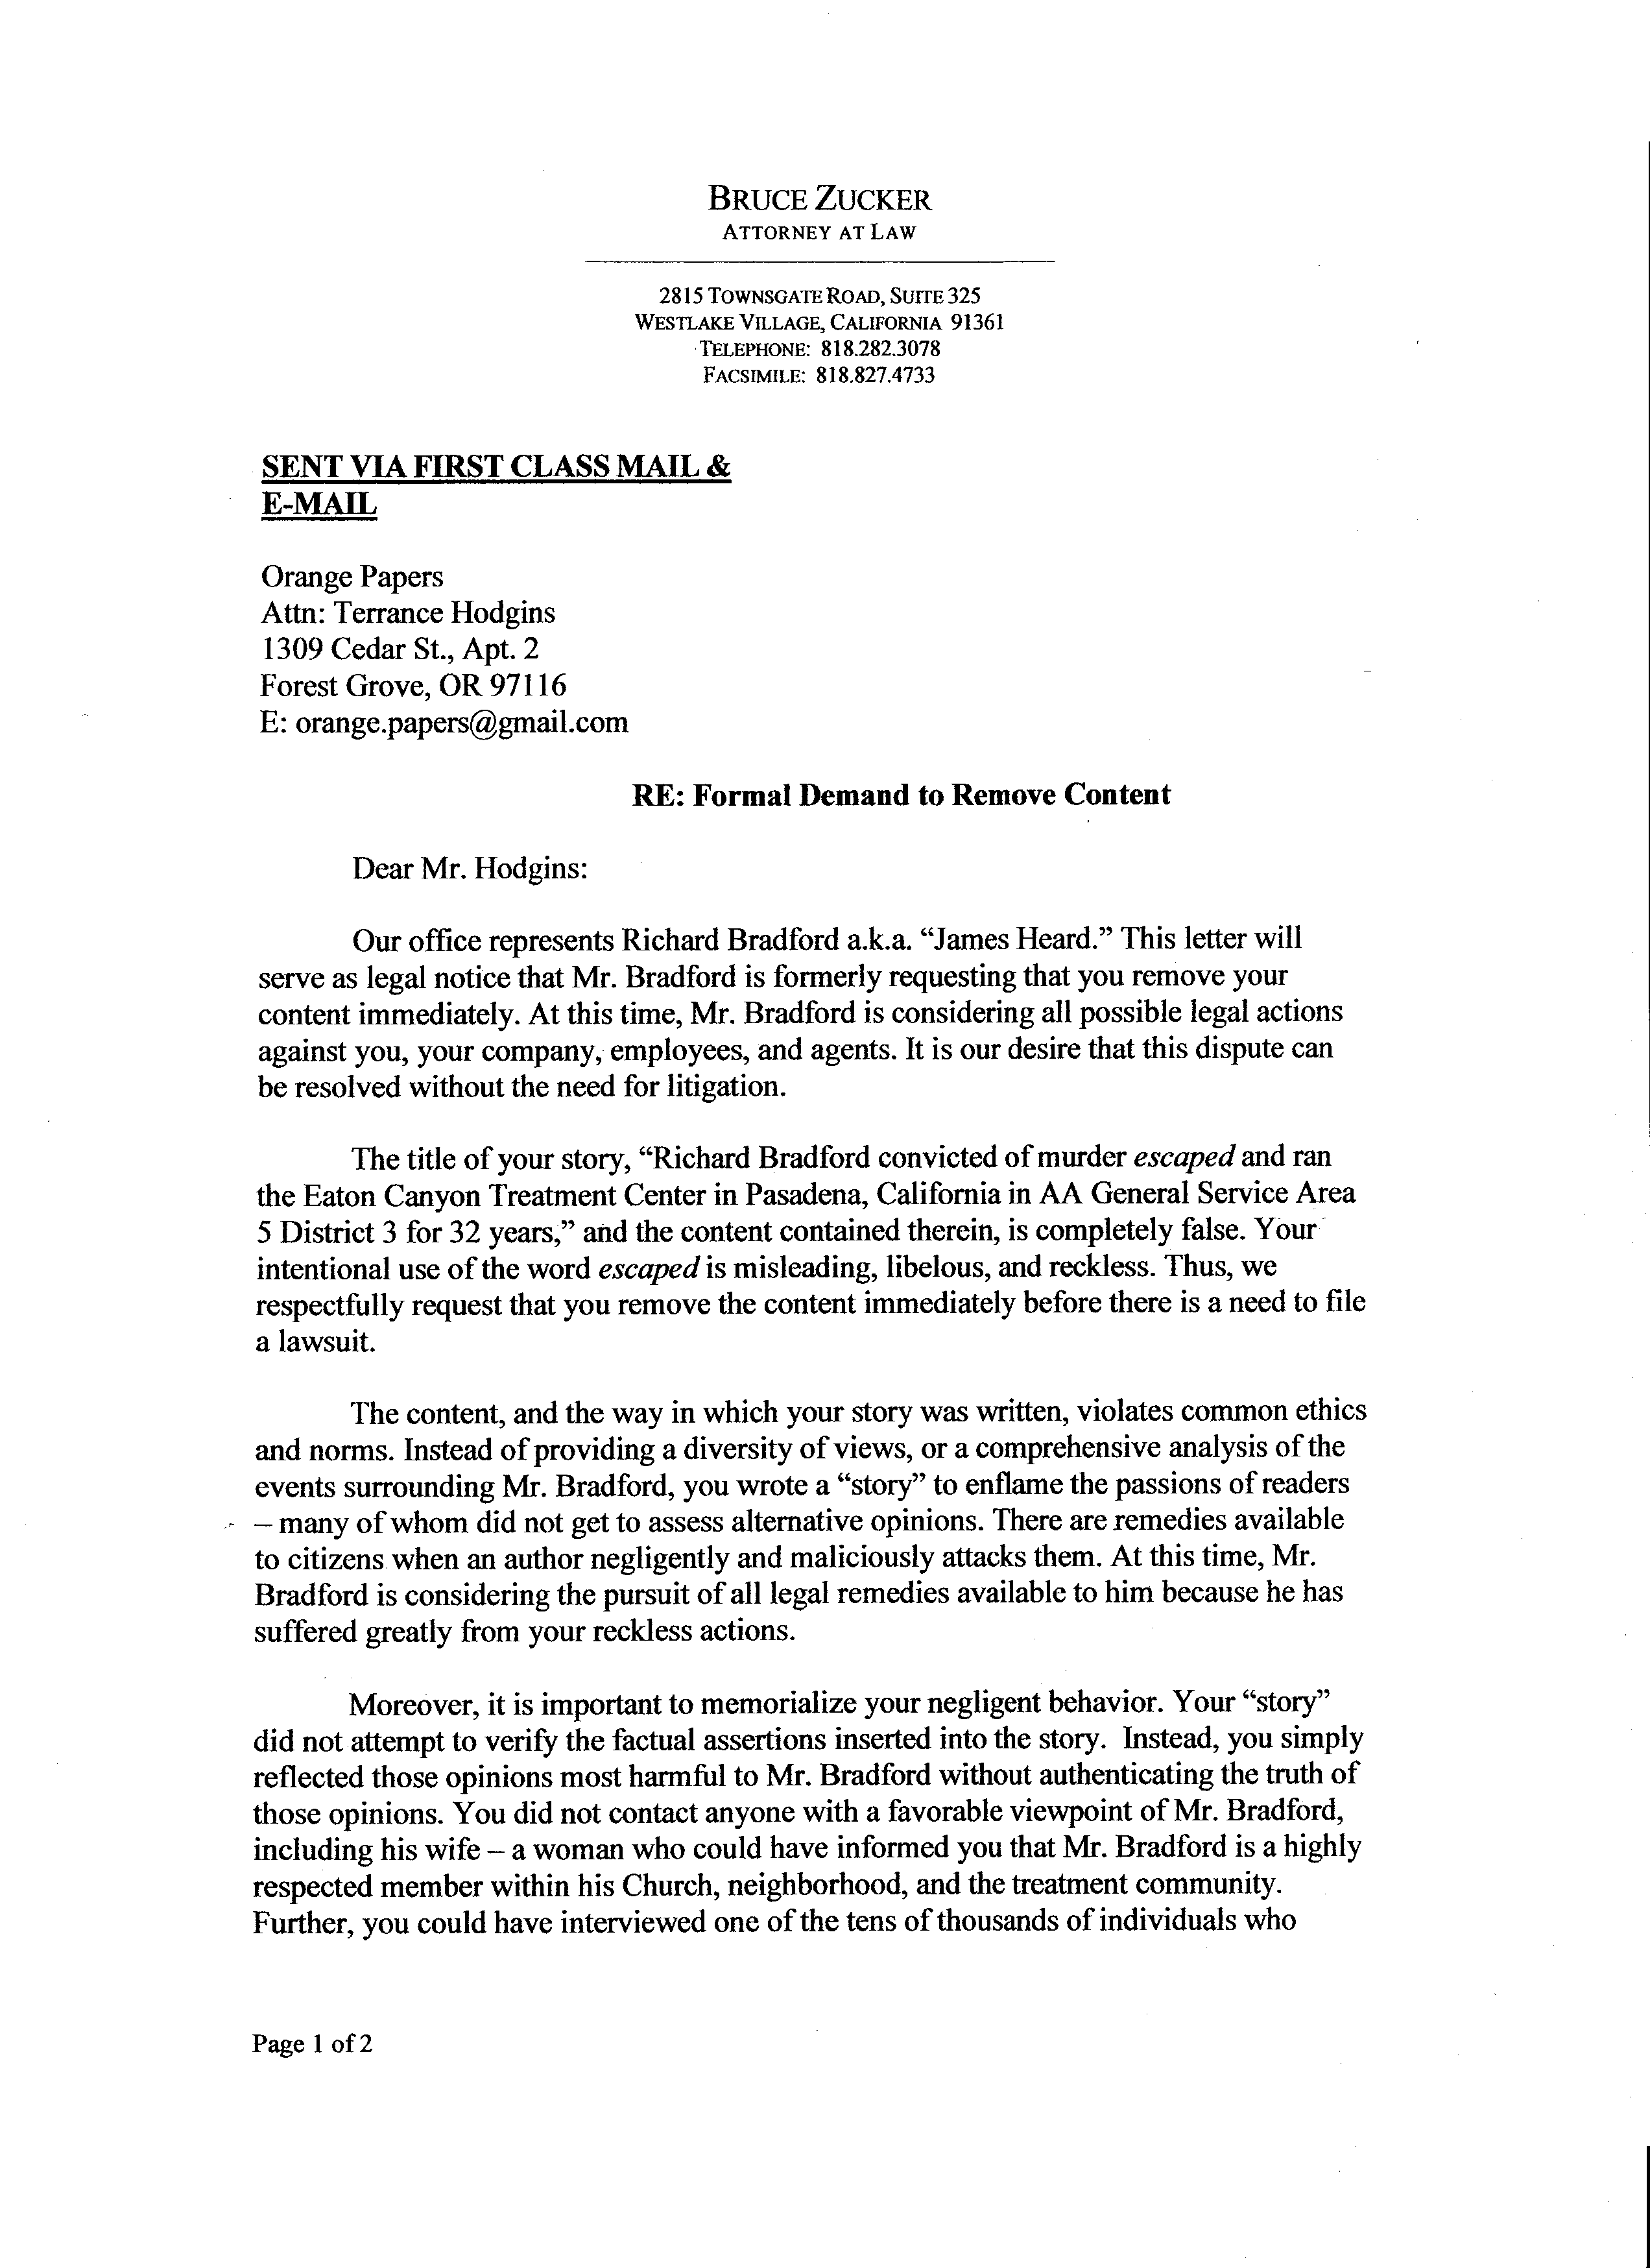 BRUCE ZUCKER
ATTORNEY AT LAW
2815 TOWNSGATE ROAD, SUITE 325
WESTLAKE VILLAGE, CALIFORNIA 91361
TELEPHONE: 818.282.3078
FACSIMILE: 818.827.4733
SENT VIA FIRST CLASS MAIL &
E-MAIL
Orange Papers
Attn: Terrance Hodgins
1309 Cedar St., Apt. 2
Forest Grove, OR 97116
E: orange.papers@gmail.com
RE: Formal Demand to Remove Content
Dear Mr. Hodgins:
Our office represents Richard Bradford a.k.a. “James Heard.” This letter will
serve as legal notice that Mr. Bradford is formerly requesting that you remove your
content immediately. At this time, Mr. Bradford is considering all possible legal actions
against you, your company, employees, and agents. It is our desire that this dispute can
be resolved without the need for litigation.
The title of your story, “Richard Bradford convicted of murder escaped and ran
the Eaton Canyon Treatment Center in Pasadena, California in AA General Service Area
5 District 3 for 32 years,” and the content contained therein, is completely false. Your
intentional use of the word escaped is misleading, libelous, and reckless. Thus, we
respectfully request that you remove the content immediately before there is a need to file
a lawsuit.
The content, and the way in which your story was written, violates common ethics
and norms. Instead of providing a diversity of views, or a comprehensive analysis of the
events surrounding Mr. Bradford, you wrote a “story” to enflame the passions of readers
– many of whom did not get to assess alternative opinions. There are remedies available
to citizens when an author negligently and maliciously attacks them. At this time, Mr.
Bradford is considering the pursuit of all legal remedies available to him because he has
suffered greatly from your reckless actions.
Moreover, it is important to memorialize your negligent behavior. Your “story”
did not attempt to verify the factual assertions inserted into the story. Instead, you simply
reflected those opinions most harmful to Mr. Bradford without authenticating the truth of
those opinions. You did not contact anyone with a favorable viewpoint of Mr. Bradford,
including his wife – a woman who could have informed you that Mr. Bradford is a highly
respected member within his Church, neighborhood, and the treatment community.
Further, you could have interviewed one of the tens of thousands of individuals who
Page 1 of 2